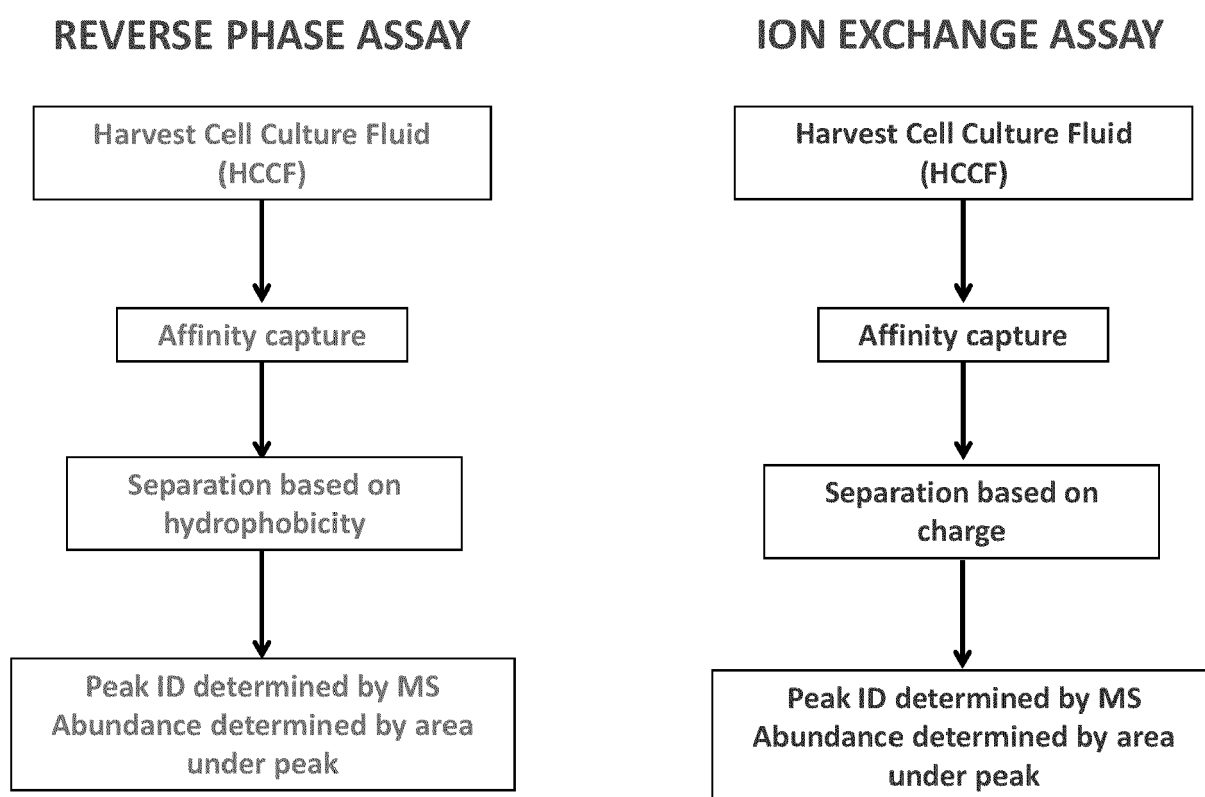 REVERSE PHASE ASSAY
Harvest Cell Culture Fluid
(HCCF)
Affinity capture
Separation based on
hydrophobicity
Peak ID determined by MS
Abundance determined by area
under peak
ION EXCHANGE ASSAY
Harvest Cell Culture Fluid
(HCCF)
Affinity capture
Separation based on
charge
Peak ID determined by MS
Abundance determined by area
under peak